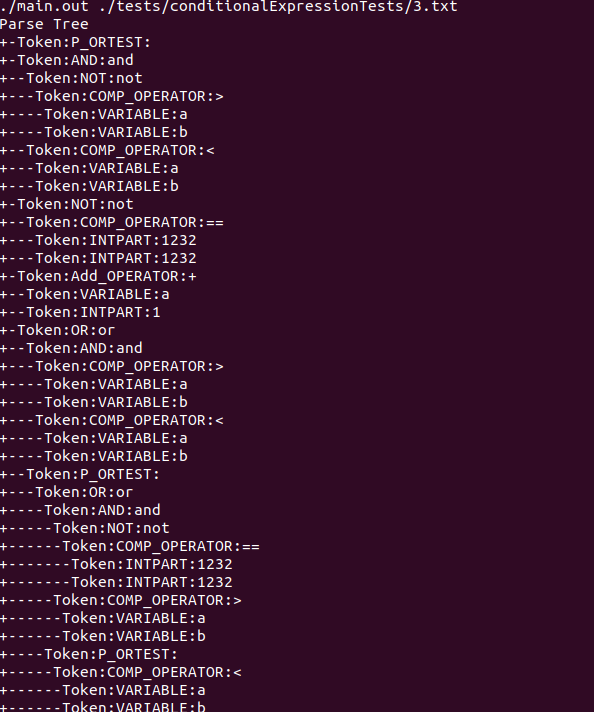 ./main.out ./tests/conditionalExpressionTests/3.txt
Parse Tree
+-Token:P_ORTEST:
+-Token:AND:and
+--Token:NOT:not
+---Token:COMP_OPERATOR:>
+----Token:VARIABLE:a
+----Token:VARIABLE:b
+--Token:COMP_OPERATOR:<
+---Token:VARIABLE:a
+---Token:VARIABLE:b
+-Token:NOT:not
+--Token:COMP_OPERATOR:==
+---Token:INTPART:1232
+---Token:INTPART:1232
+-Token:Add_OPERATOR:+
+--Token:VARIABLE:a
+--Token:INTPART:1
+-Token:OR:or
+--Token:AND:and
+---Token:COMP_OPERATOR:>
+----Token:VARIABLE:a
+----Token:VARIABLE:b
+---Token:COMP_OPERATOR:<
+----Token:VARIABLE:a
+----Token:VARIABLE:b
+--Token:P_ORTEST:
+---Token:OR:or
+----Token:AND:and
+-----Token:NOT:not
+------Token:COMP_OPERATOR:==
+-------Token:INTPART:1232
+-------Token:INTPART:1232
+-----Token:COMP_OPERATOR:>
+------Token:VARIABLE:a
+------Token:VARIABLE:b
+----Token:P_ORTEST:
+-----Token:COMP_OPERATOR:<
+------Token:VARIABLE:a
+------Token:VARIABLE:b